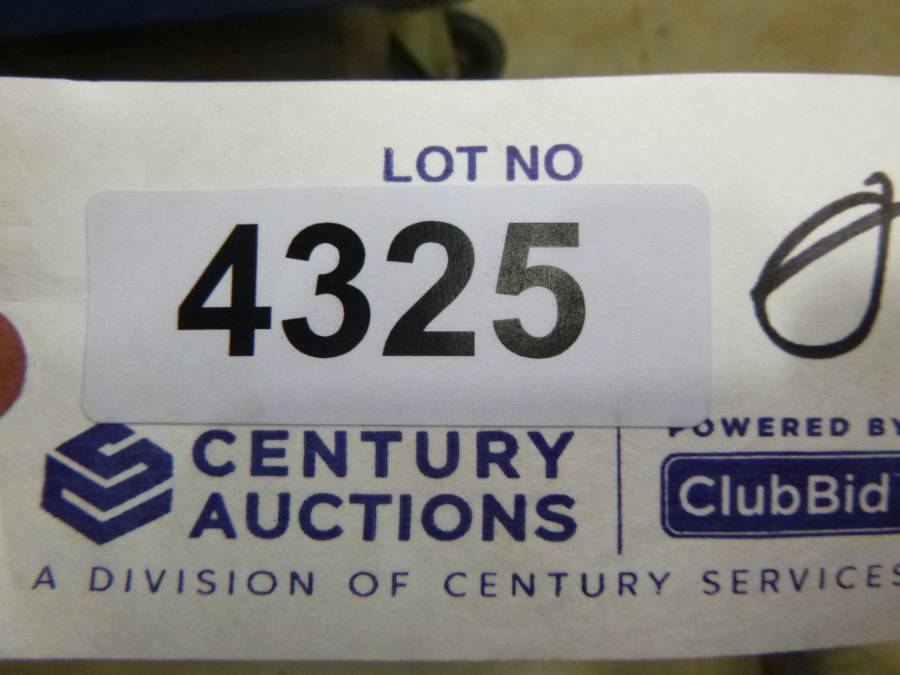 LOT NO
4325
CENTURY
AUCTIONS
POWERED BY
ClubBid
A DIVISION OF CENTURY SERVICES